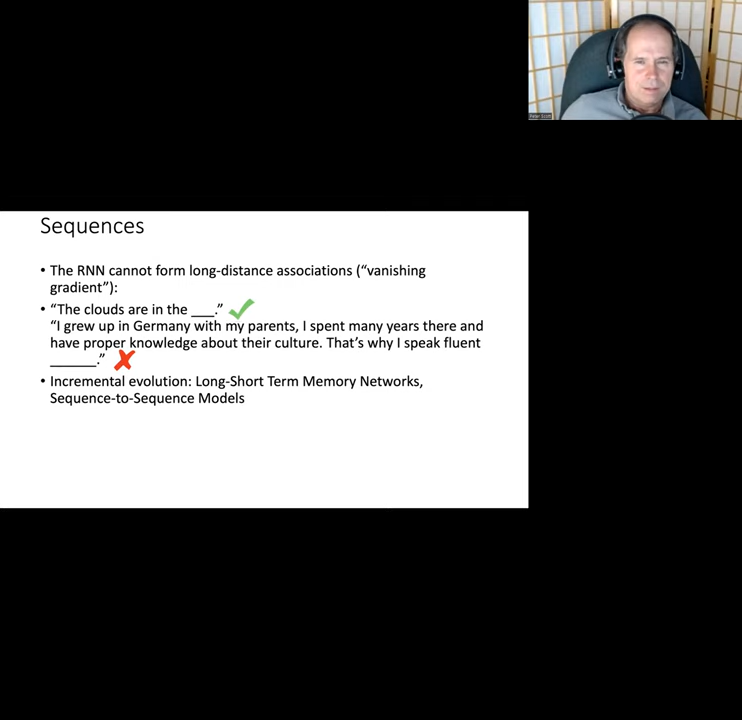 Peter Scott
Sequences
• The RNN cannot form long-distance associations (“vanishing
gradient”):
• “The clouds are in the ___.”
“I grew up in Germany with my parents, I spent many years there and
have proper knowledge about their culture. That’s why I speak fluent
______.”
• Incremental evolution: Long-Short Term Memory Networks,
Sequence-to-Sequence Models